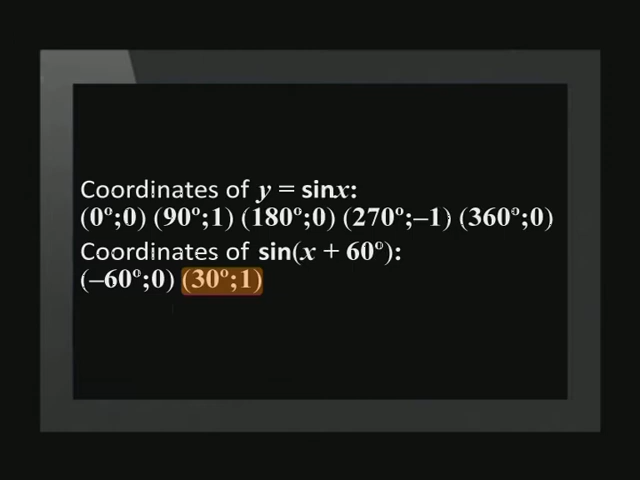 Coordinates of y = sinx:
(0º;0) (90º;1) (180º;0) (270º;–1) (360º;0)
Coordinates of sin(x + 60º):
(–60º;0) (30º;1)